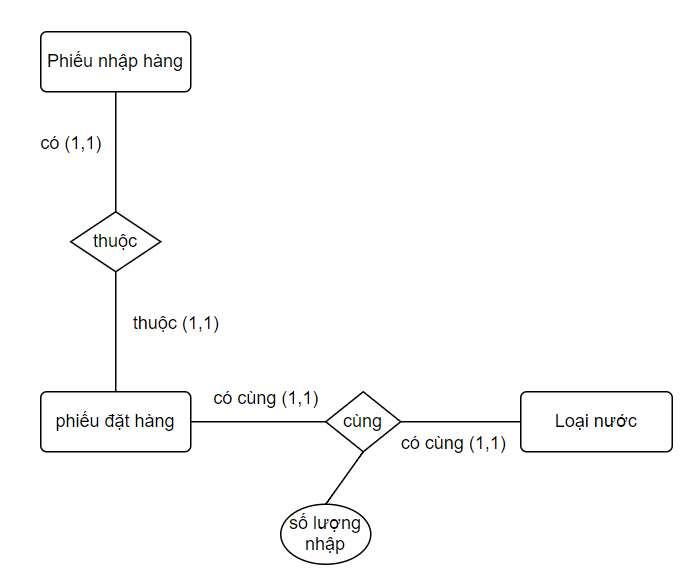 Phiếu nhập hàng
có (1,1)
thuộc
thuộc (1,1)
phiếu đặt hàng
có cùng (1,1)
cùng
có cùng (1,1)
Loại nước
số lượng
nhập